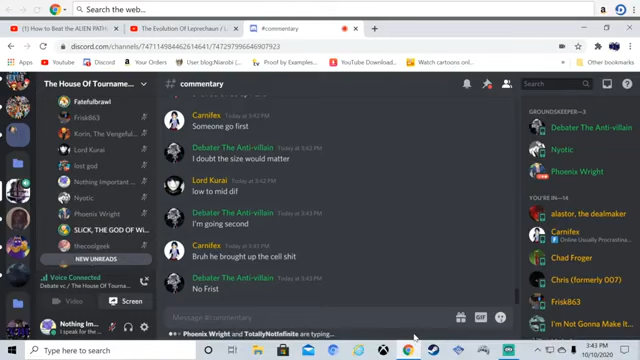 Search the web...
(1) How to Beat the ALIEN PATH
The Evolution Of Leprechaun /
#commentary
discord.com/channels/747114984462614641/747297996646907923
Apps
YouTube
Discord
Your Orders
Welcome book
User blog:Niarobi
Proof by Examples...
Watch cartoons onl...
Other bookmarks
The House Of Tourname...
commentary
Search
Fatefulbrawl
Frisk863
Korin, The Vengeful
Lord Kurai
lost god
Nothing Important
Nyotic
Phoenix Wright
SLICK, THE GOD OF Wi...
thecoolgeek
NEW UNREADS
Voice Connected
Debate vc / The House Of Tourna...
Video
Screen
Nothing Im...
I speak for the
Carnifex Today at 3:42 PM
Someone go first
Debater The Anti-villain Today at 3:42 PM
I doubt the size would matter
Lord Kurai Today at 3:42 PM
low to mid dif
Debater The Anti-villain Today at 3:43 PM
I'm going second
Carnifex Today at 3:43 PM
Bruh he brought up the cell shit
Debater The Anti-villain Today at 3:43 PM
No Frist
Message #commentary
GIF
Phoenix Wright and TotallyNotInfinite are typing...
GROUNDSKEEPER—3
Debater The Anti-villain
Nyotic
Phoenix Wright
YOU'RE IN—14
alastor, the dealmaker
Carnifex
Online Usually Procrastina...
Chad Froger
Chris (formerly 007)
Frisk863
I'm Not Gonna Make It
Type here to search
3:43 PM
10/10/2020